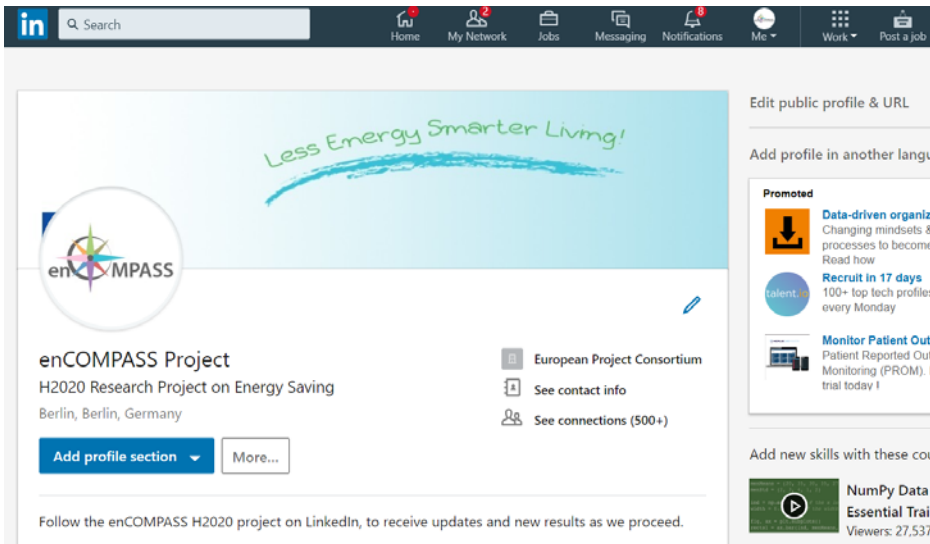 in
Search
Home
My Network
2
Jobs
Messaging
Notifications
8
Me
Work
Post a job
Less Energy Smarter Living!
enCOMPASS
enCOMPASS Project
H2020 Research Project on Energy Saving
Berlin, Berlin, Germany
Add profile section
More...
European Project Consortium
See contact info
See connections (500+)
Follow the enCOMPASS H2020 project on LinkedIn, to receive updates and new results as we proceed.
Edit public profile & URL
Add profile in another langu
Promoted
Data-driven organiz
Changing mindsets &
processes to become
Read how
talent.io
Recruit in 17 days
100+ top tech profiles
every Monday
Monitor Patient Out
Patient Reported Out
Monitoring (PROM).
trial today !
Add new skills with these cou
NumPy Data
Essential Trai
Viewers: 27,537